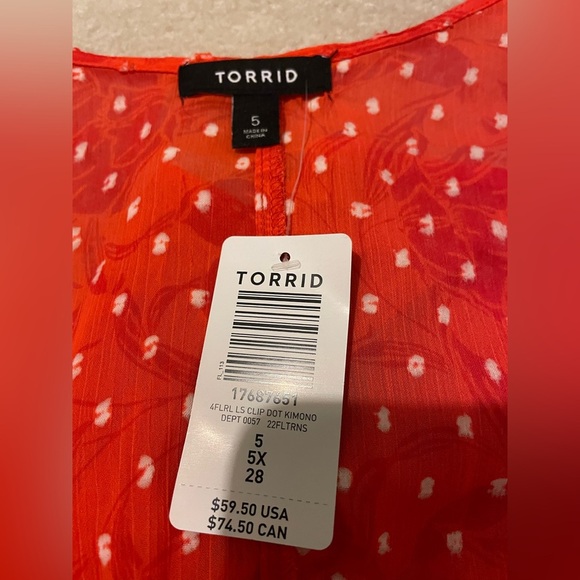 TORRID
5
MADE IN
CHINA
TORRID
FL_113
17687651
4FLRL LS CLIP DOT KIMONO
DEPT 0057 22FLTRNS
5
5X
28
$59.50 USA
$74.50 CAN